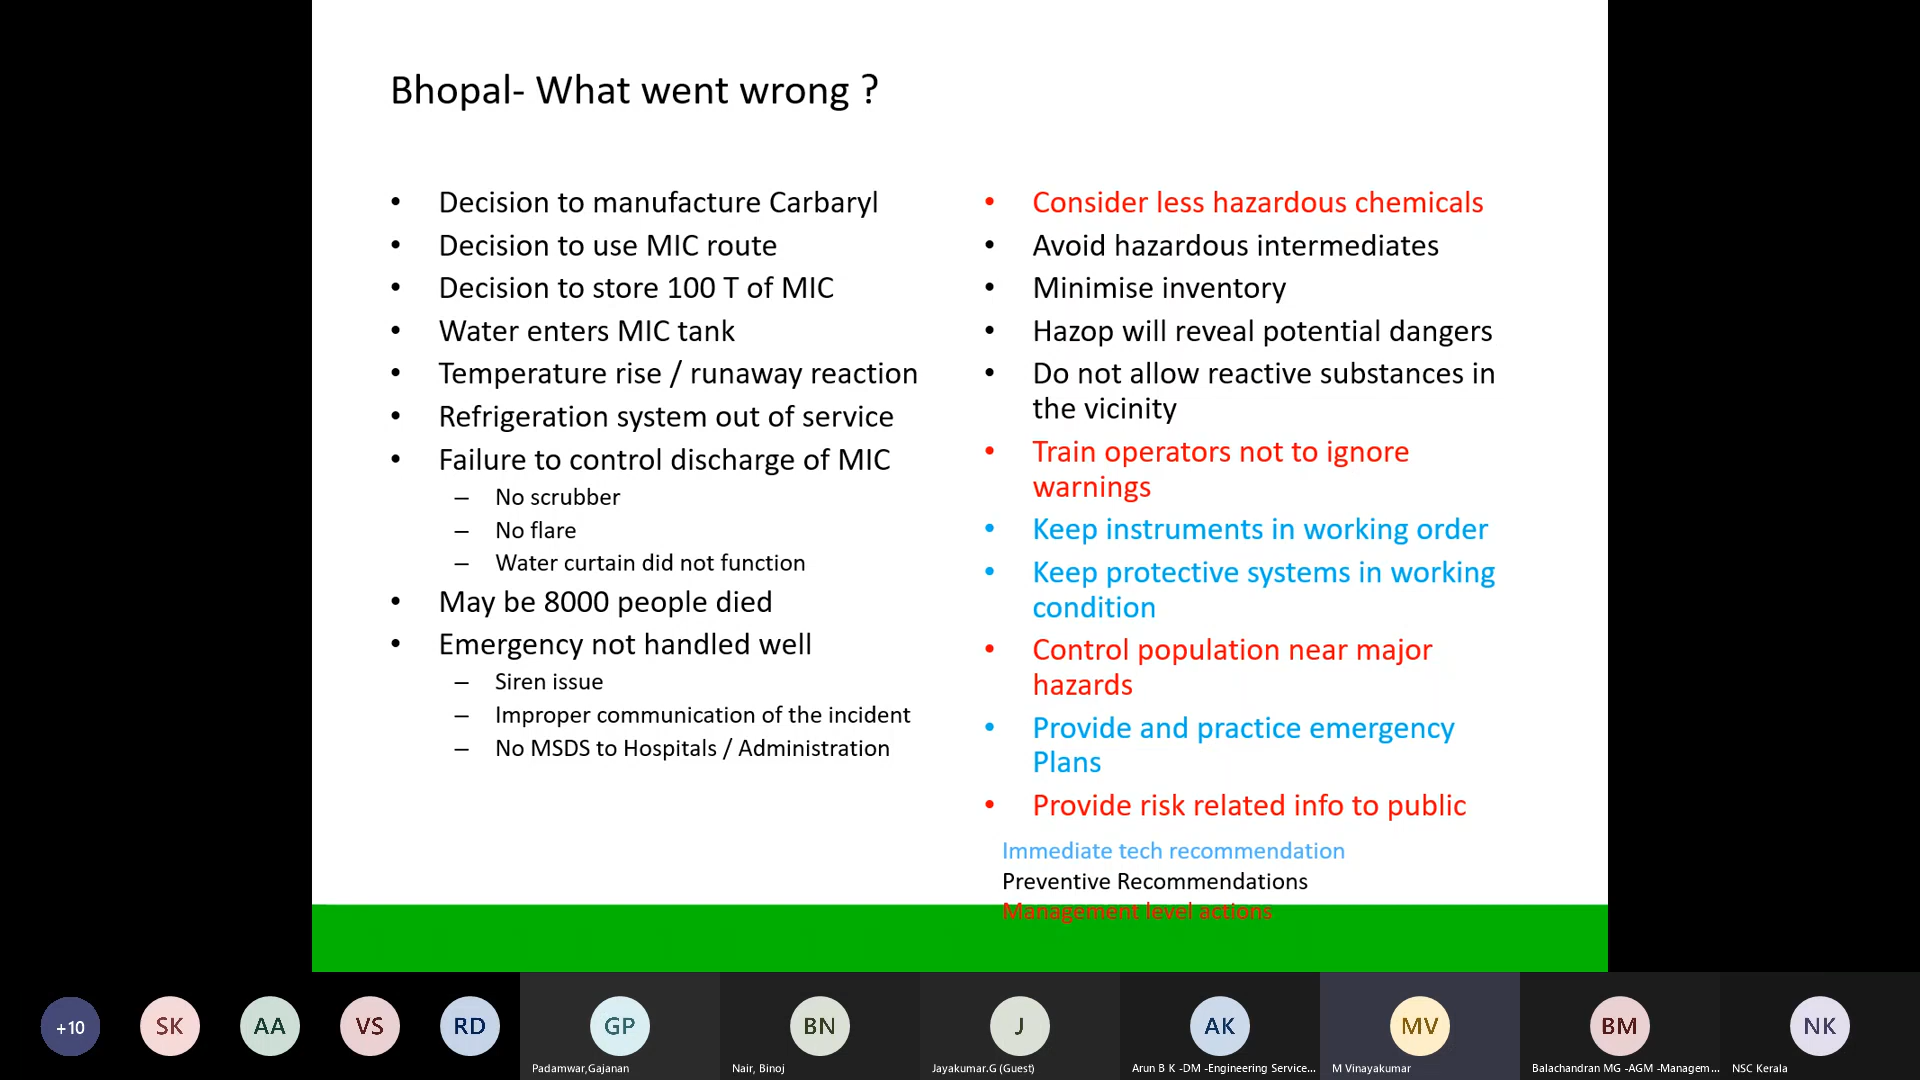 Bhopal- What went wrong ?
• Decision to manufacture Carbaryl
• Decision to use MIC route
• Decision to store 100 T of MIC
• Water enters MIC tank
• Temperature rise / runaway reaction
• Refrigeration system out of service
• Failure to control discharge of MIC
– No scrubber
– No flare
– Water curtain did not function
• May be 8000 people died
• Emergency not handled well
– Siren issue
– Improper communication of the incident
– No MSDS to Hospitals / Administration
• Consider less hazardous chemicals
• Avoid hazardous intermediates
• Minimise inventory
• Hazop will reveal potential dangers
• Do not allow reactive substances in
the vicinity
• Train operators not to ignore
warnings
• Keep instruments in working order
• Keep protective systems in working
condition
• Control population near major
hazards
• Provide and practice emergency
Plans
• Provide risk related info to public
Immediate tech recommendation
Preventive Recommendations
Management level actions
+10
SK
AA
VS
RD
GP
Padamwar,Gajanan
BN
Nair, Binoj
J
Jayakumar.G (Guest)
AK
Arun B K -DM -Engineering Service...
MV
M Vinayakumar
BM
Balachandran MG -AGM -Managem...
NK
NSC Kerala